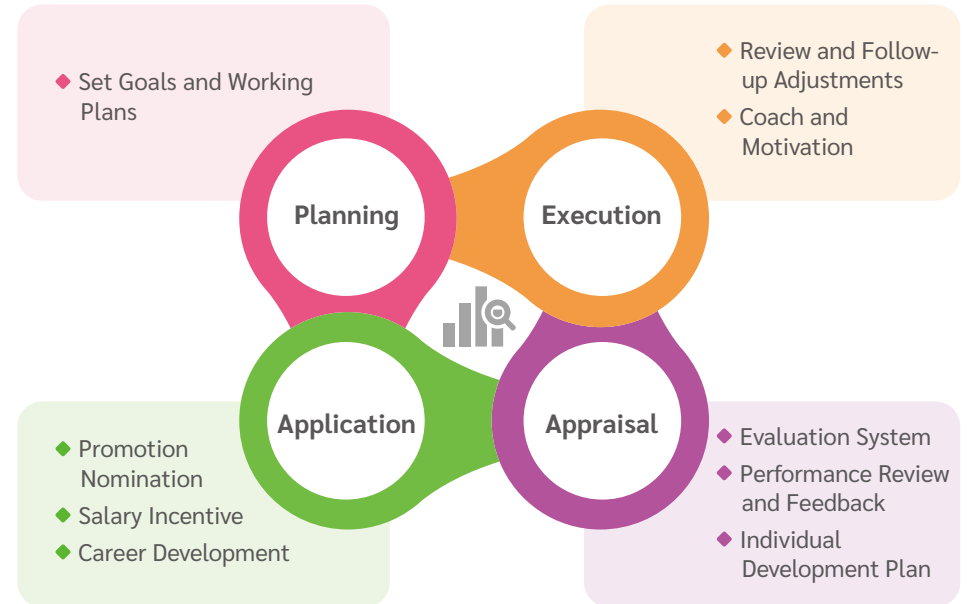 Set Goals and Working
Plans
Review and Follow-
up Adjustments
Coach and
Motivation
Planning
Execution
Application
Appraisal
Promotion
Nomination
Salary Incentive
Career Development
Evaluation System
Performance Review
and Feedback
Individual
Development Plan